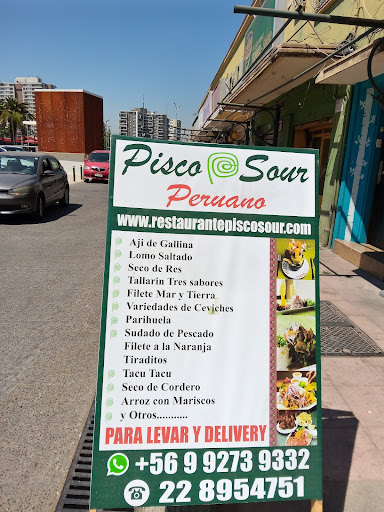 Pisco Sour
Peruano
www.restaurantepiscosour.com
Aji de Gallina
Lomo Saltado
Seco de Res
Tallarín Tres sabores
Filete Mar y Tierra
Variedades de Ceviches
Parihuela
Sudado de Pescado
Filete a la Naranja
Tiraditos
Tacu Tacu
Seco de Cordero
Arroz con Mariscos
y Otros...........
PARA LEVAR Y DELIVERY
+56 9 9273 9332
22 8954751